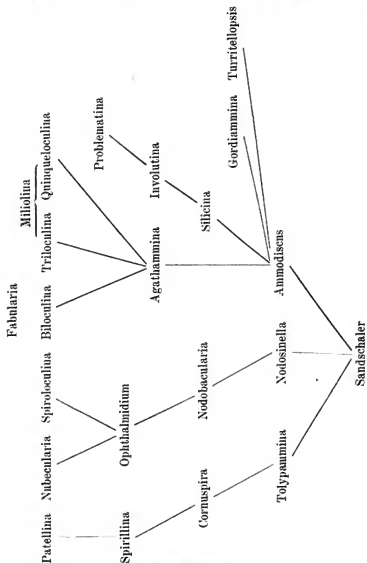 Fabularia
Miliolina
Patellina Nubecularia Spiroloculina Biloculina Triloculina Quinqueloculina
Problematina
Spirillina Ophthalmidium Agathammina Involutina
Silicina
Cornuspira Nodobacularia
Gordiammina Turritellopsis
Tolypammina Nodosinella Ammodiscus
Sandschaler